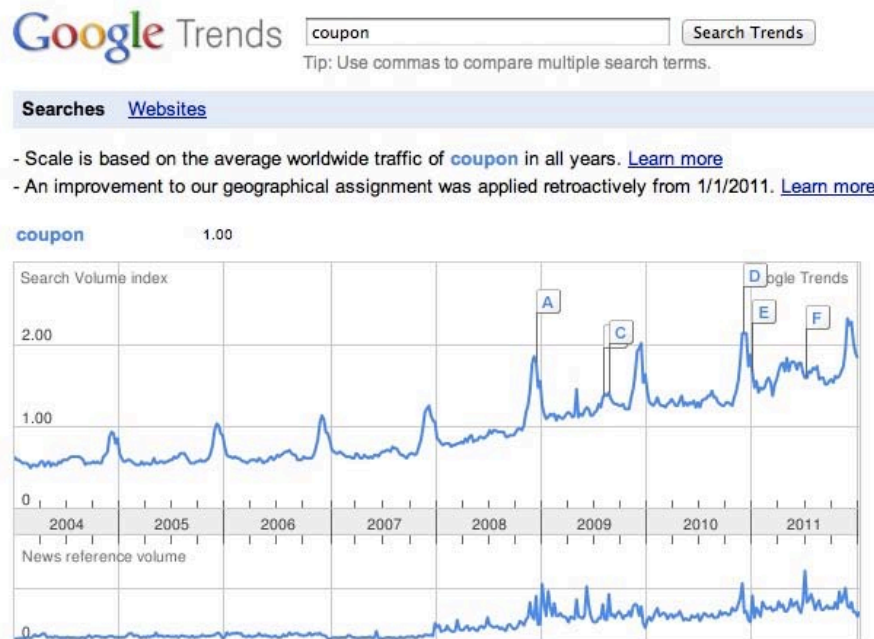 Google Trends
coupon
Search Trends
Tip: Use commas to compare multiple search terms.
Searches Websites
- Scale is based on the average worldwide traffic of coupon in all years. Learn more
- An improvement to our geographical assignment was applied retroactively from 1/1/2011. Learn more
coupon 1.00
Search Volume index
ogle Trends
D
A
E
F
C
2.00
1.00
0
2004 2005 2006 2007 2008 2009 2010 2011
News reference volume
0